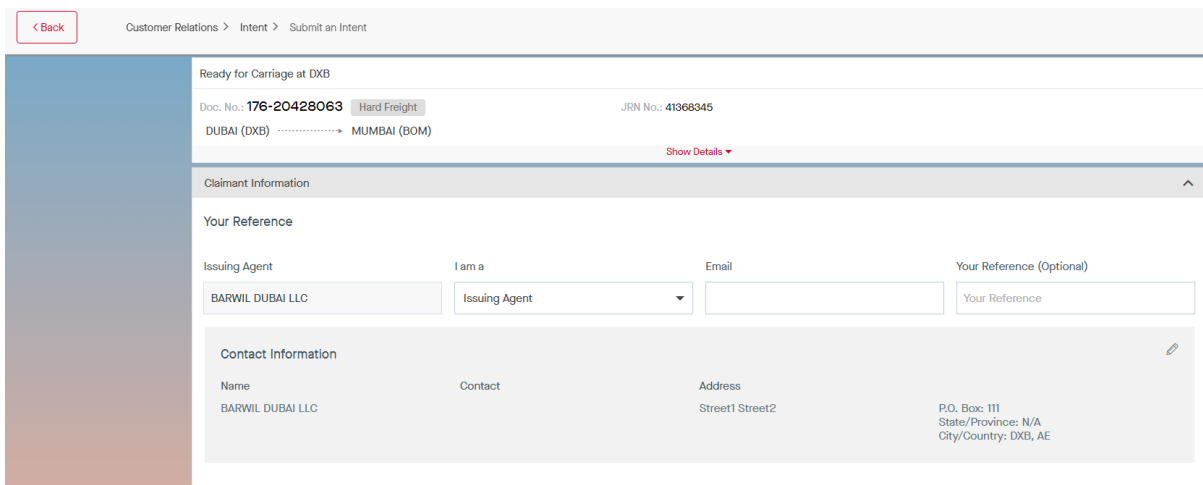 < Back Customer Relations > Intent > Submit an Intent
Ready for Carriage at DXB
Doc. No.: 176-20428063 Hard Freight JRN No.: 41368345
DUBAI (DXB) MUMBAI (BOM)
Show Details
Claimant Information
Your Reference
Issuing Agent I am a Email Your Reference (Optional)
BARWIL DUBAI LLC Issuing Agent Your Reference
Contact Information
Name Contact Address
BARWIL DUBAI LLC Street1 Street2 P.O. Box: 111
State/Province: N/A
City/Country: DXB, AE